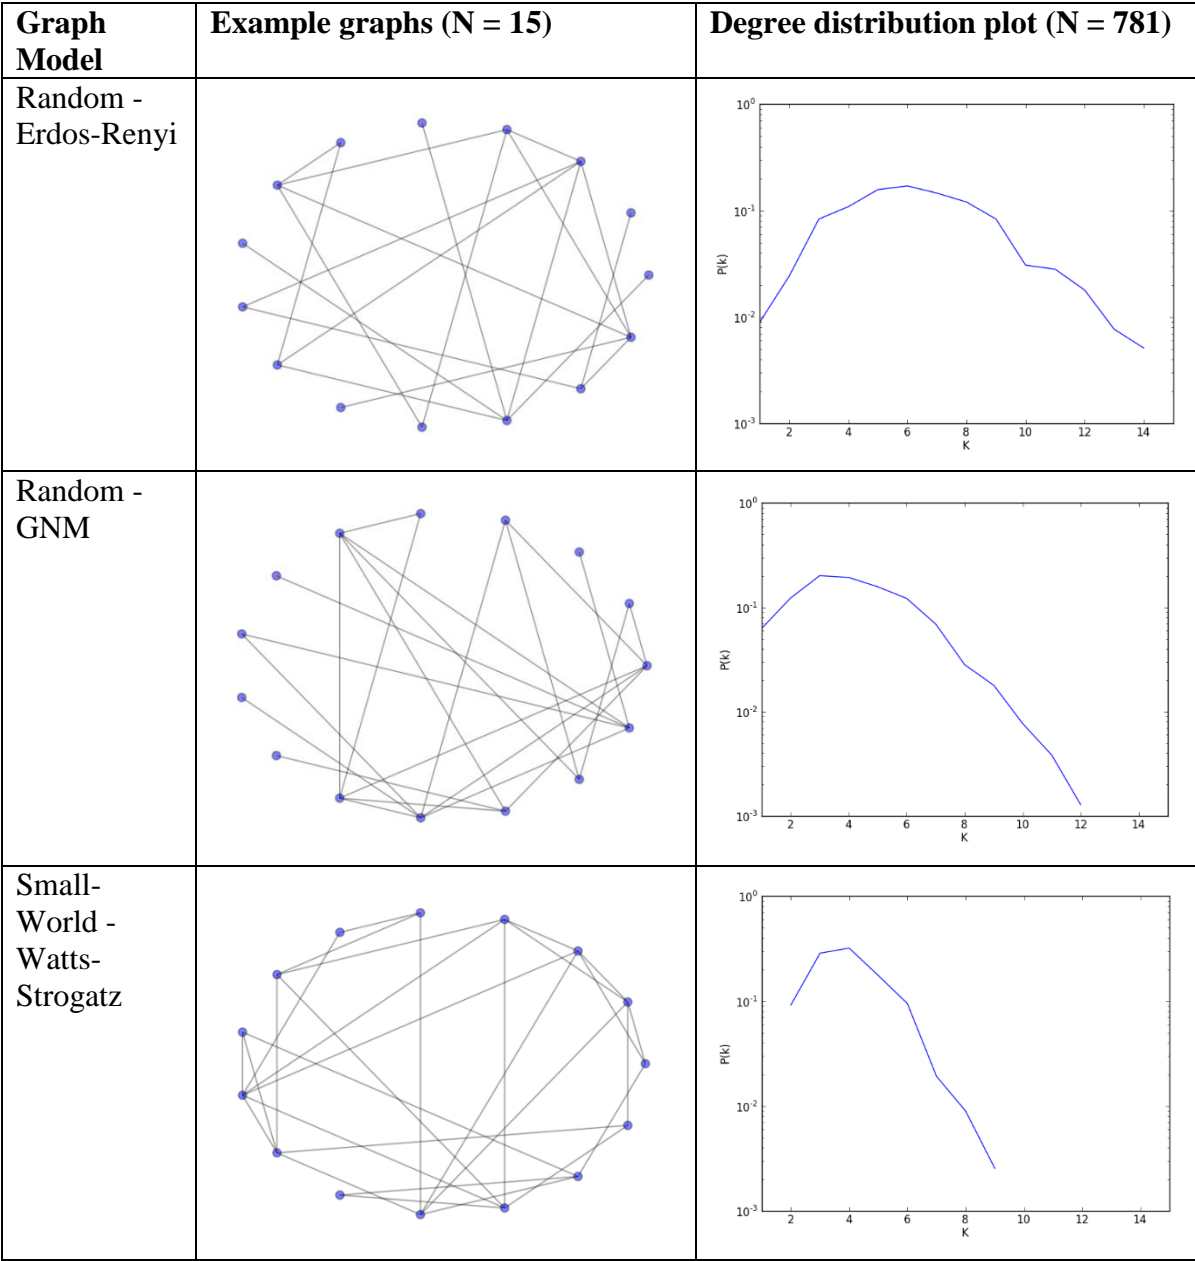 Graph
Model
Example graphs (N = 15)
Degree distribution plot (N = 781)
Random -
Erdos-Renyi
10^0
10^-1
10^-2
10^-3
P(k)
2 4 6 8 10 12 14
K
Random -
GNM
10^0
10^-1
10^-2
10^-3
P(k)
2 4 6 8 10 12 14
K
Small-
World -
Watts-
Strogatz
10^0
10^-1
10^-2
10^-3
P(k)
2 4 6 8 10 12 14
K